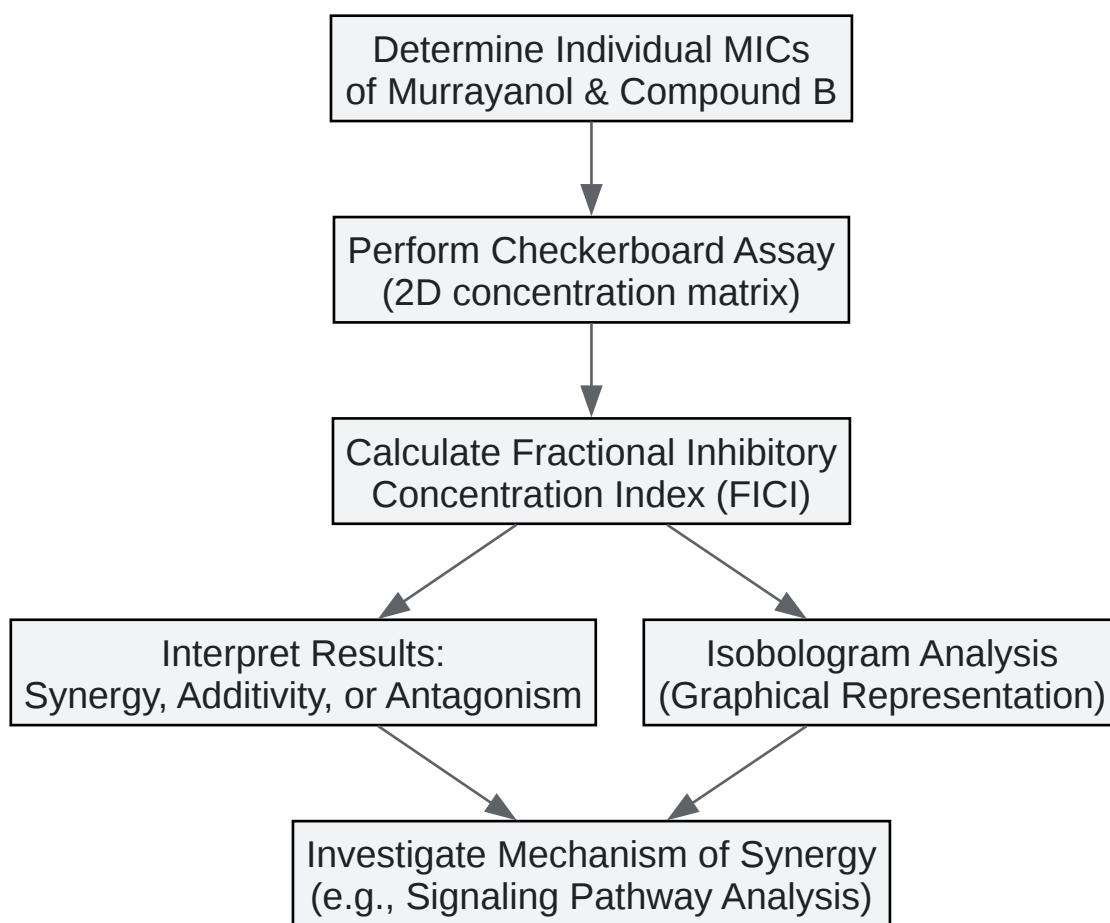 Determine Individual MICs
of Murrayanol & Compound B
Perform Checkerboard Assay
(2D concentration matrix)
Calculate Fractional Inhibitory
Concentration Index (FICI)
Interpret Results:
Synergy, Additivity, or Antagonism
Isobologram Analysis
(Graphical Representation)
Investigate Mechanism of Synergy
(e.g., Signaling Pathway Analysis)